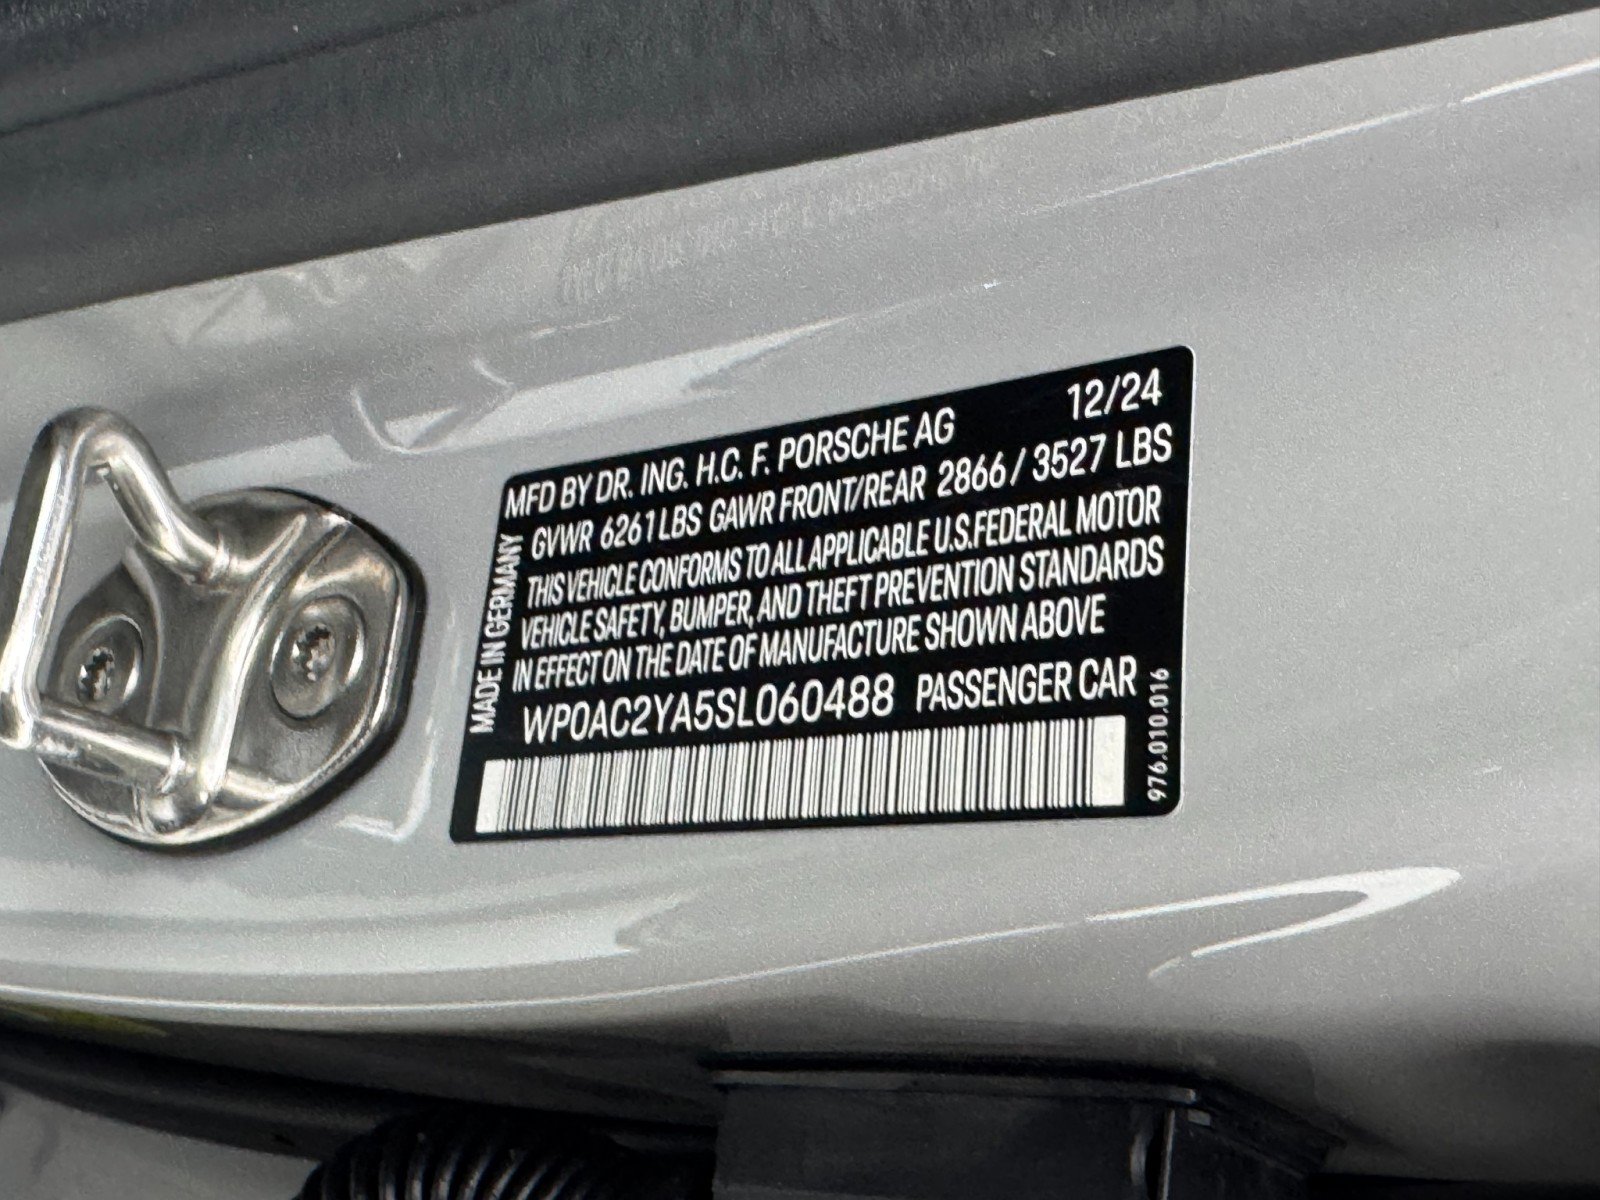 MFD BY DR. ING. H.C. F. PORSCHE AG 12/24
GVWR 6261 LBS GAWR FRONT/REAR 2866 / 3527 LBS
THIS VEHICLE CONFORMS TO ALL APPLICABLE U.S. FEDERAL MOTOR
VEHICLE SAFETY, BUMPER, AND THEFT PREVENTION STANDARDS
IN EFFECT ON THE DATE OF MANUFACTURE SHOWN ABOVE
WP0AC2YA5SL060488 PASSENGER CAR
MADE IN GERMANY
976.010.016